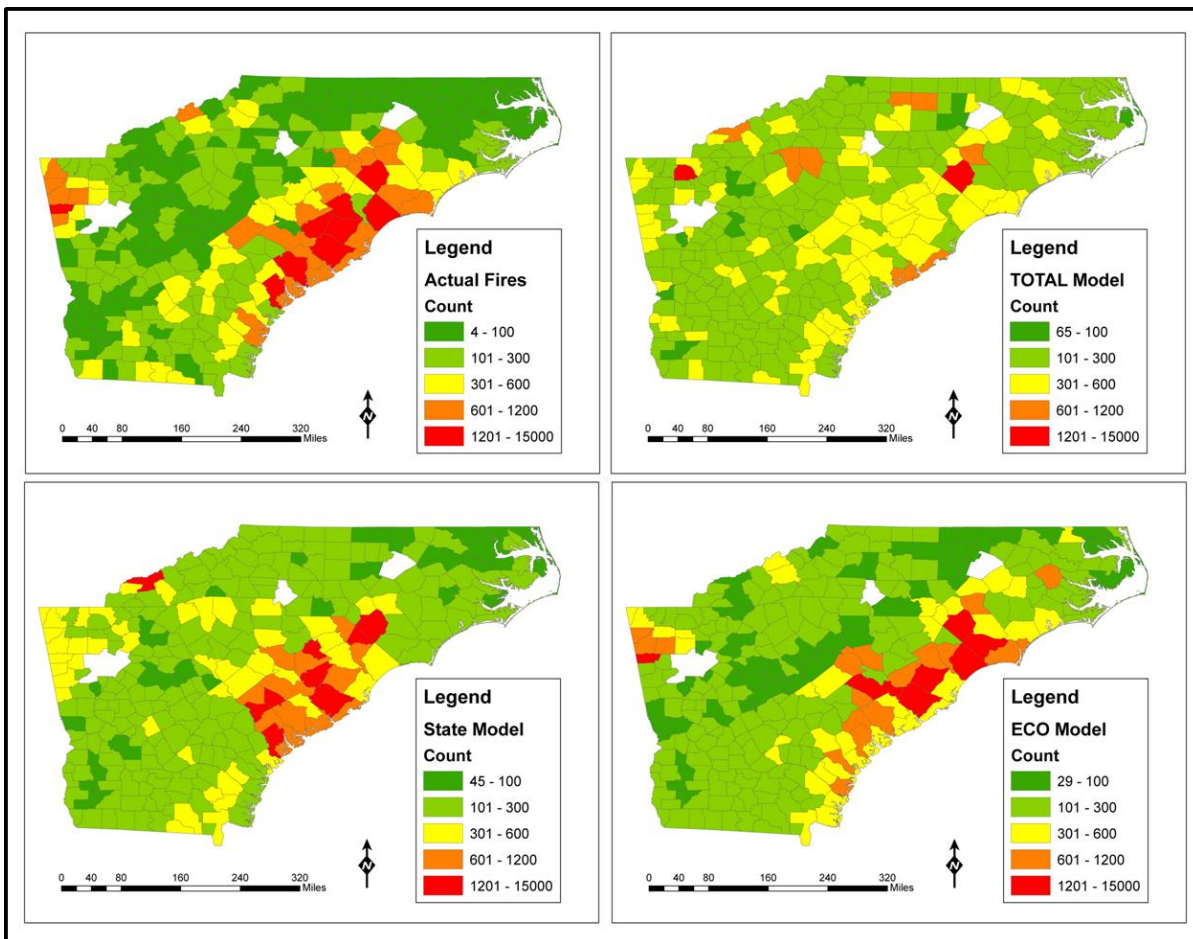 Legend
Actual Fires
Count
4 - 100
101 - 300
301 - 600
601 - 1200
1201 - 15000
N
0 40 80 160 240 320
Miles
Legend
TOTAL Model
Count
65 - 100
101 - 300
301 - 600
601 - 1200
1201 - 15000
N
0 40 80 160 240 320
Miles
Legend
State Model
Count
45 - 100
101 - 300
301 - 600
601 - 1200
1201 - 15000
N
0 40 80 160 240 320
Miles
Legend
ECO Model
Count
29 - 100
101 - 300
301 - 600
601 - 1200
1201 - 15000
N
0 40 80 160 240 320
Miles